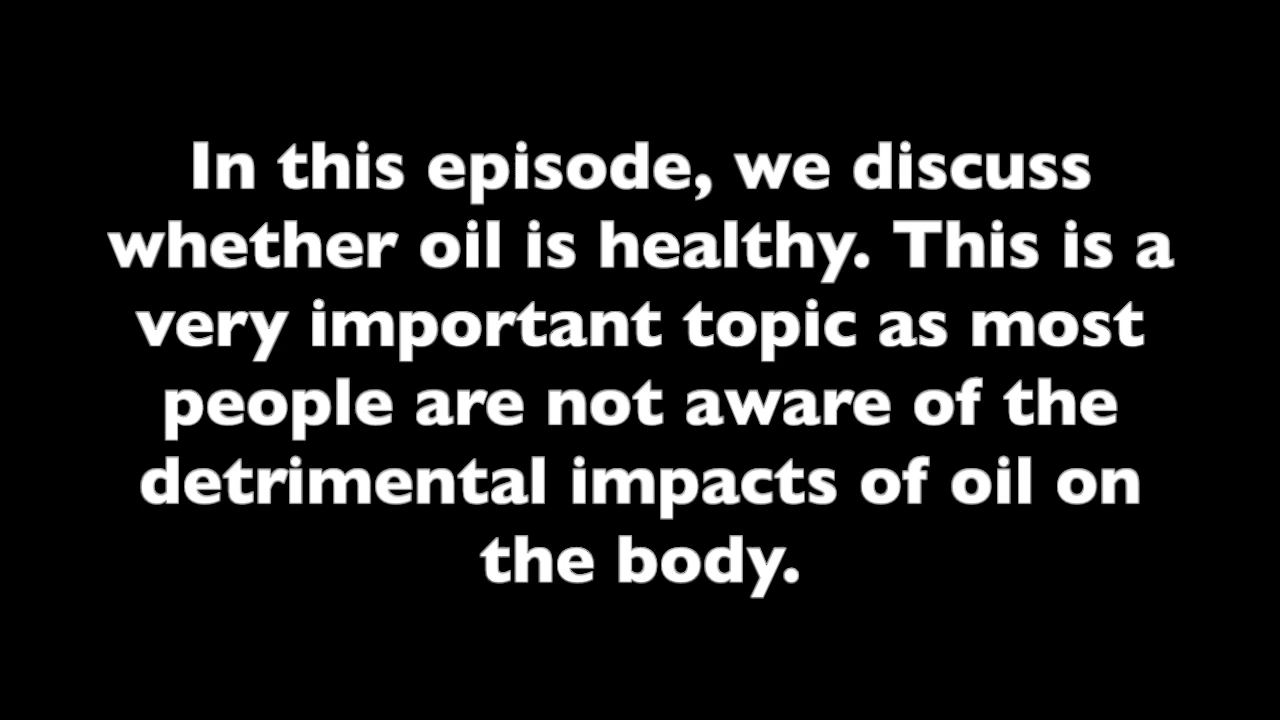 In this episode, we discuss
whether oil is healthy. This is a
very important topic as most
people are not aware of the
detrimental impacts of oil on
the body.